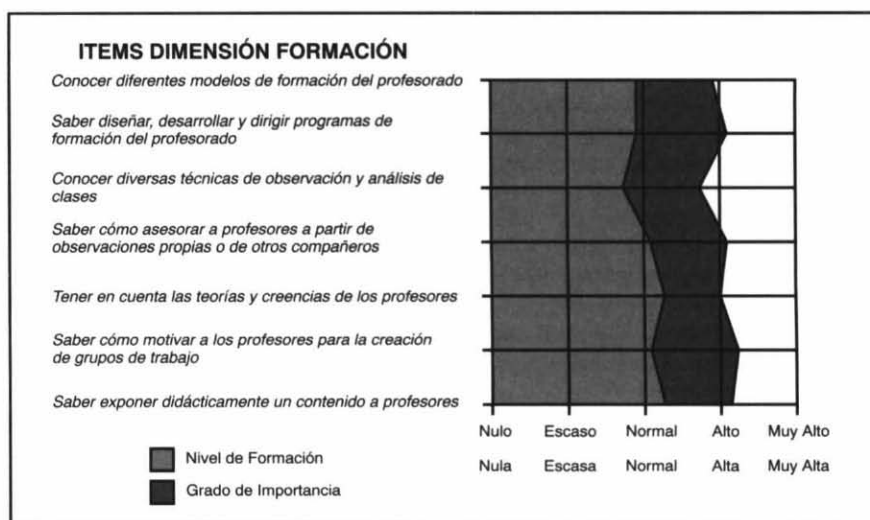 ITEMS DIMENSIÓN FORMACIÓN
Conocer diferentes modelos de formación del profesorado
Saber diseñar, desarrollar y dirigir programas de
formación del profesorado
Conocer diversas técnicas de observación y análisis de
clases
Saber cómo asesorar a profesores a partir de
observaciones propias o de otros compañeros
Tener en cuenta las teorías y creencias de los profesores
Saber cómo motivar a los profesores para la creación
de grupos de trabajo
Saber exponer didácticamente un contenido a profesores
Nulo Escaso Normal Alto Muy Alto
Nula Escasa Normal Alta Muy Alta
Nivel de Formación
Grado de Importancia